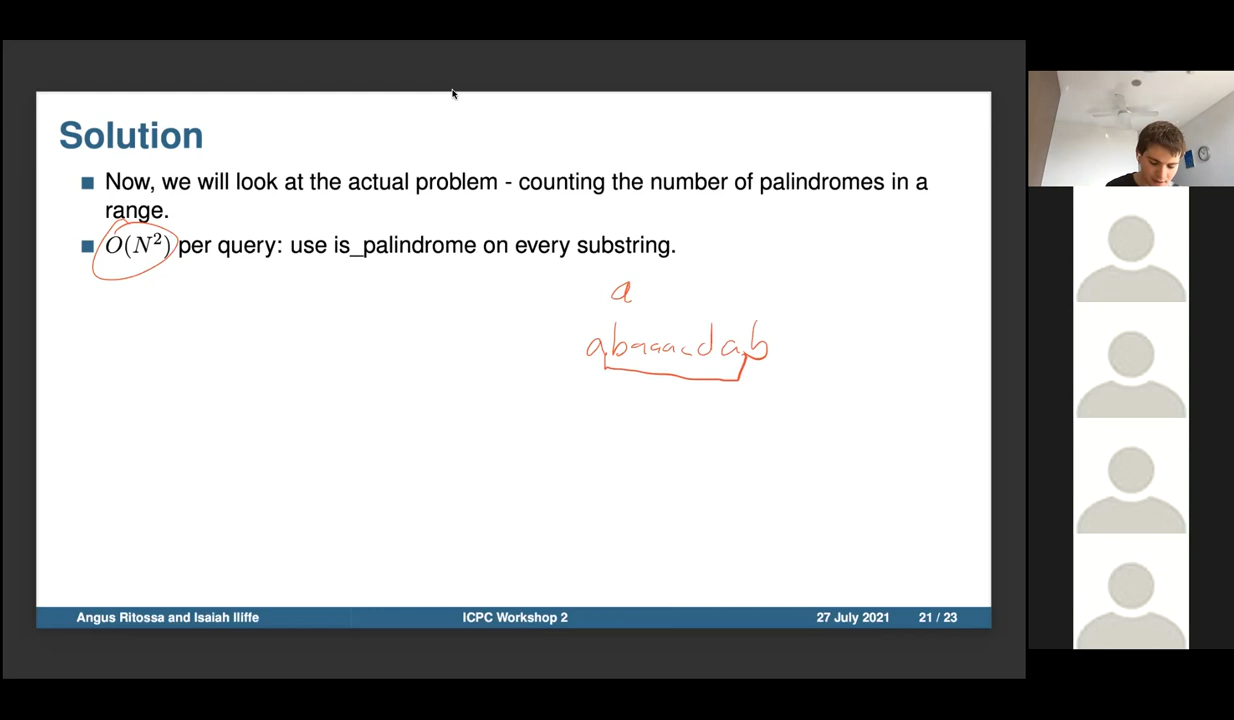 Solution
Now, we will look at the actual problem - counting the number of palindromes in a
range.
O(N²) per query: use is_palindrome on every substring.
a
Angus Ritossa and Isaiah Iliffe ICPC Workshop 2 27 July 2021 21 / 23